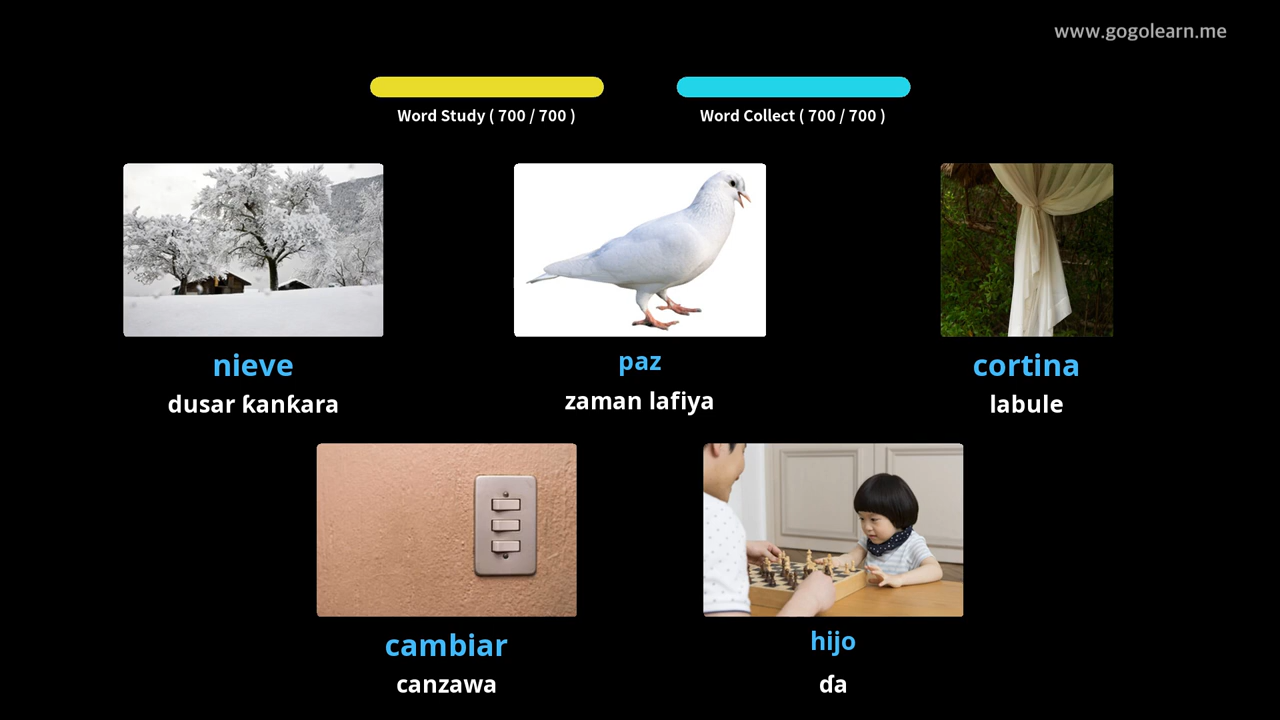 www.gogolearn.me
Word Study ( 700 / 700 )
Word Collect ( 700 / 700 )
nieve
dusar ƙanƙara
paz
zaman lafiya
cortina
labule
cambiar
canzawa
hijo
ɗa